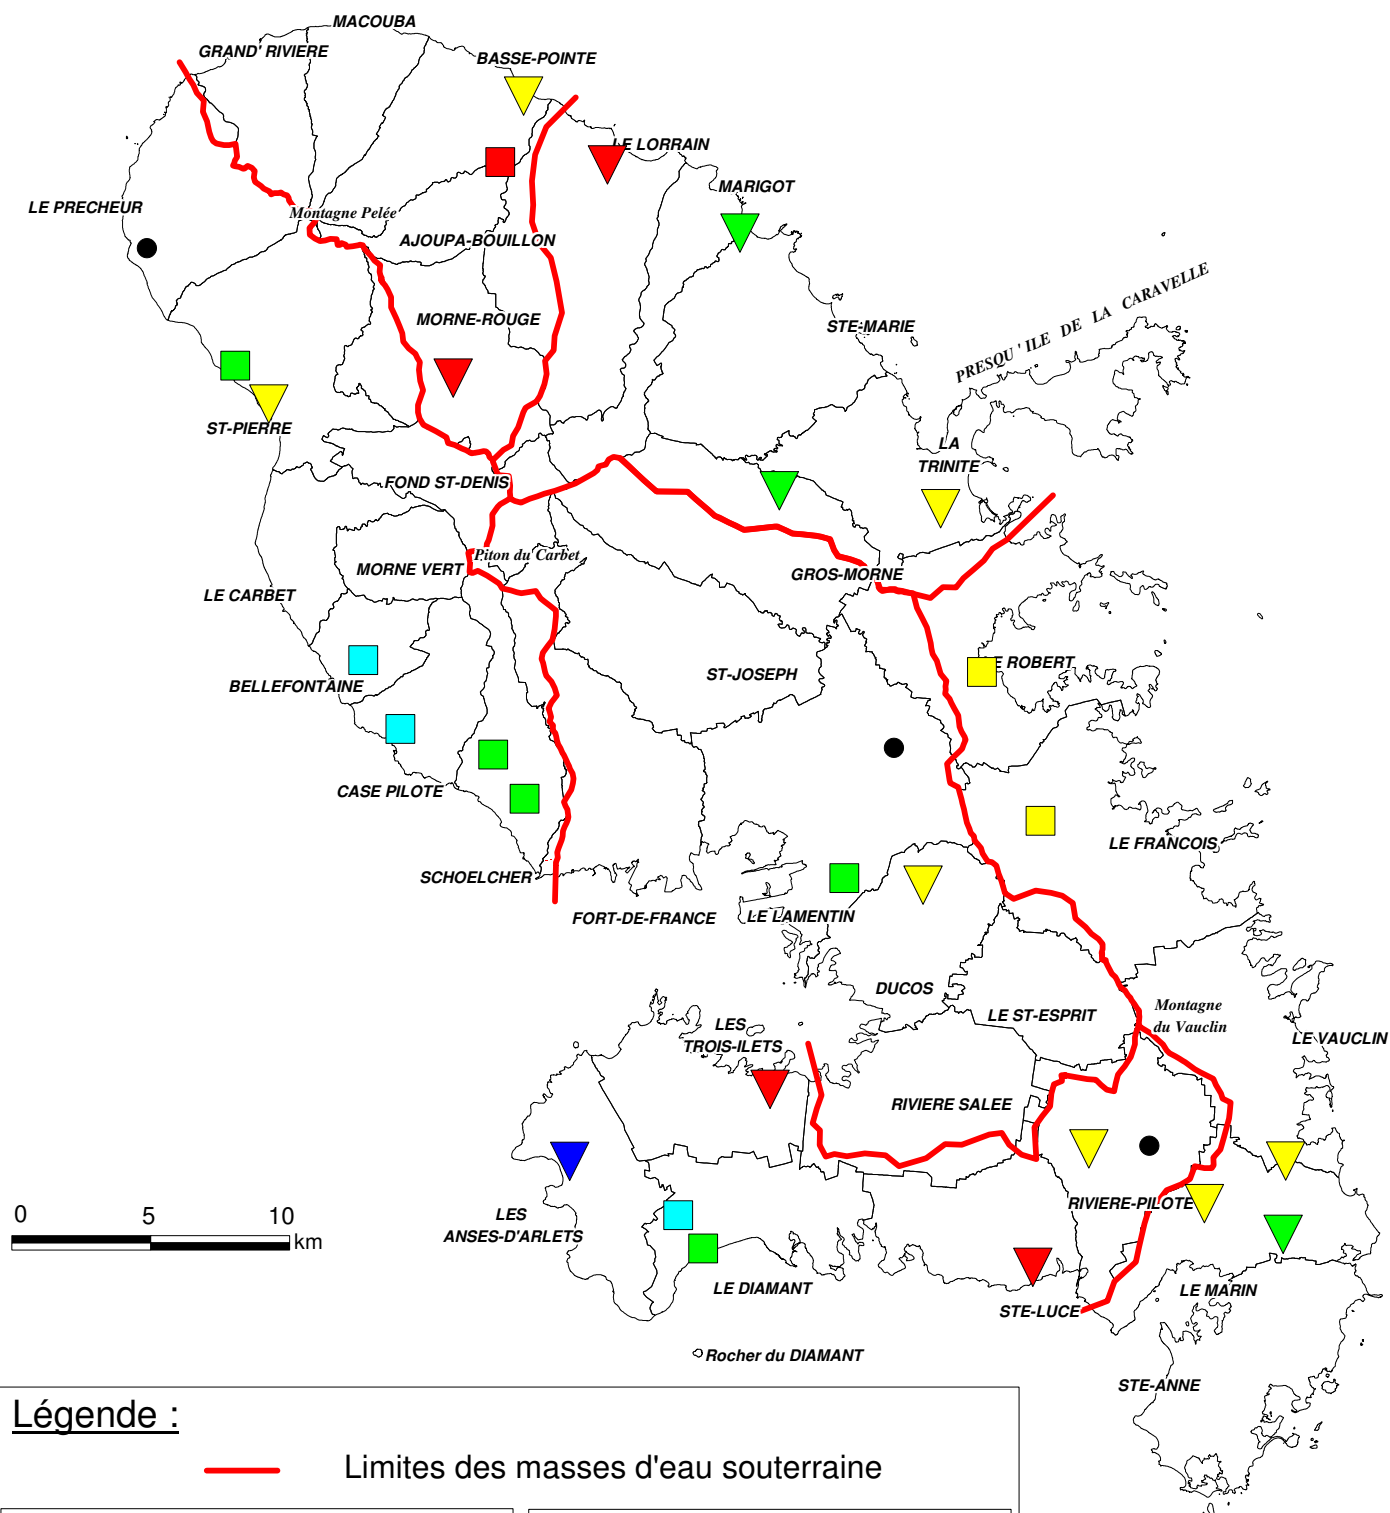 MACOUBA
GRAND' RIVIERE
BASSE-POINTE
LE LORRAIN
MARIGOT
LE PRECHEUR
Montagne Pelée
AJOUPA-BOUILLON
PRESQU'ILE DE LA CARAVELLE
MORNE-ROUGE
STE-MARIE
ST-PIERRE
LA
TRINITE
FOND ST-DENIS
Piton du Carbet
MORNE VERT
GROS-MORNE
LE CARBET
ST-JOSEPH
LE ROBERT
BELLEFONTAINE
CASE PILOTE
LE FRANCOIS
SCHOELCHER
FORT-DE-FRANCE
LE LAMENTIN
DUCOS
Montagne
du Vauclin
LE ST-ESPRIT
LES
TROIS-ILETS
LE VAUCLIN
RIVIERE SALEE
RIVIERE-PILOTE
LES
ANSES-D'ARLETS
0 5 10
km
LE DIAMANT
LE MARIN
STE-LUCE
Rocher du DIAMANT
STE-ANNE
Légende :
Limites des masses d'eau souterraine